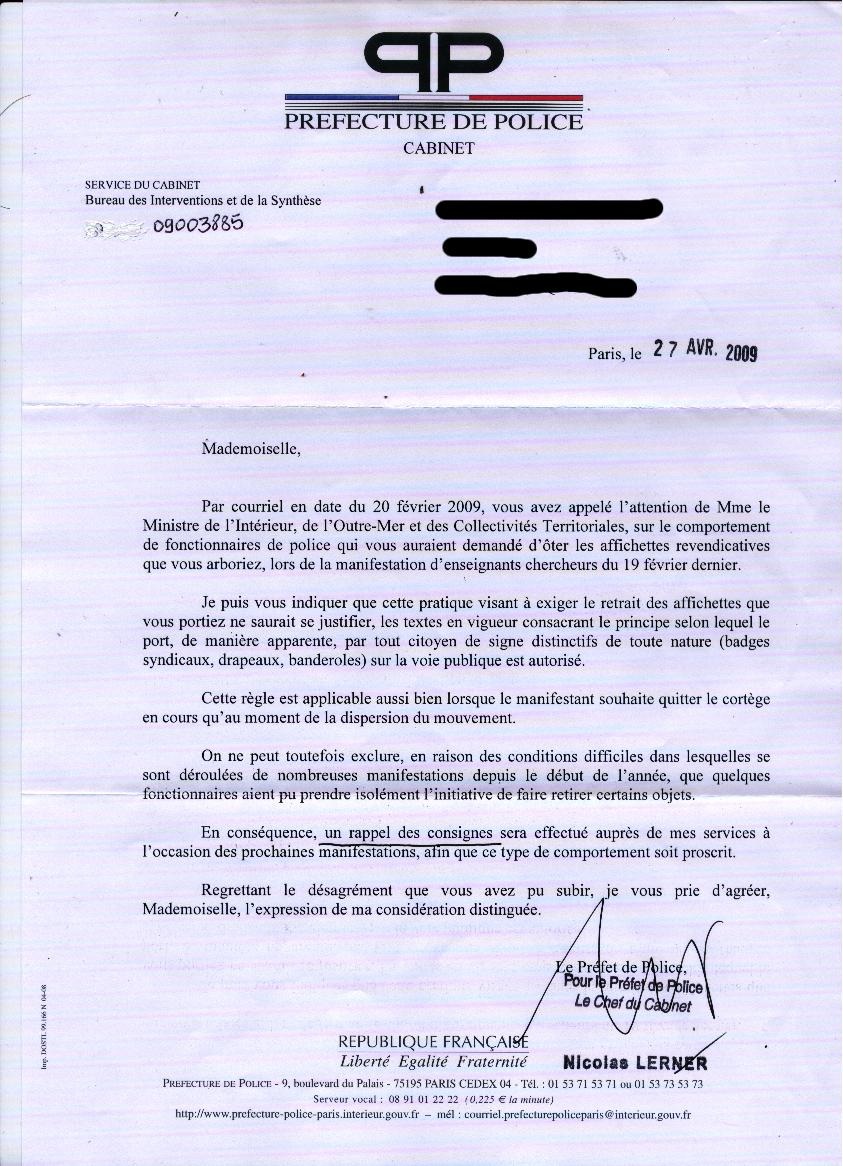 PP
PREFECTURE DE POLICE
CABINET
SERVICE DU CABINET
Bureau des Interventions et de la Synthèse
09003885
Paris, le 27 AVR. 2009
Mademoiselle,
Par courriel en date du 20 février 2009, vous avez appelé l'attention de Mme le
Ministre de l'Intérieur, de l'Outre-Mer et des Collectivités Territoriales, sur le comportement
de fonctionnaires de police qui vous auraient demandé d'ôter les affichettes revendicatives
que vous arboriez, lors de la manifestation d'enseignants chercheurs du 19 février dernier.
Je puis vous indiquer que cette pratique visant à exiger le retrait des affichettes que
vous portiez ne saurait se justifier, les textes en vigueur consacrant le principe selon lequel le
port, de manière apparente, par tout citoyen de signe distinctifs de toute nature (badges
syndicaux, drapeaux, banderoles) sur la voie publique est autorisé.
Cette règle est applicable aussi bien lorsque le manifestant souhaite quitter le cortège
en cours qu'au moment de la dispersion du mouvement.
On ne peut toutefois exclure, en raison des conditions difficiles dans lesquelles se
sont déroulées de nombreuses manifestations depuis le début de l'année, que quelques
fonctionnaires aient pu prendre isolément l'initiative de faire retirer certains objets.
En conséquence, un rappel des consignes sera effectué auprès de mes services à
l'occasion des prochaines manifestations, afin que ce type de comportement soit proscrit.
Regrettant le désagrément que vous avez pu subir, je vous prie d'agréer,
Mademoiselle, l'expression de ma considération distinguée.
Le Préfet de Police,
Pour le Préfet de Police
Le Chef du Cabinet
Nicolas LERNER
REPUBLIQUE FRANÇAISE
Liberté Egalité Fraternité
PREFECTURE DE POLICE - 9, boulevard du Palais - 75195 PARIS CEDEX 04 - Tél. : 01 53 71 53 71 ou 01 53 73 53 73
Serveur vocal : 08 91 01 22 22 (0,225 € la minute)
http://www.prefecture-police-paris.interieur.gouv.fr – mél : courriel.prefecturepoliceparis@interieur.gouv.fr
Imp. DOSTL 99.166 N 04-08